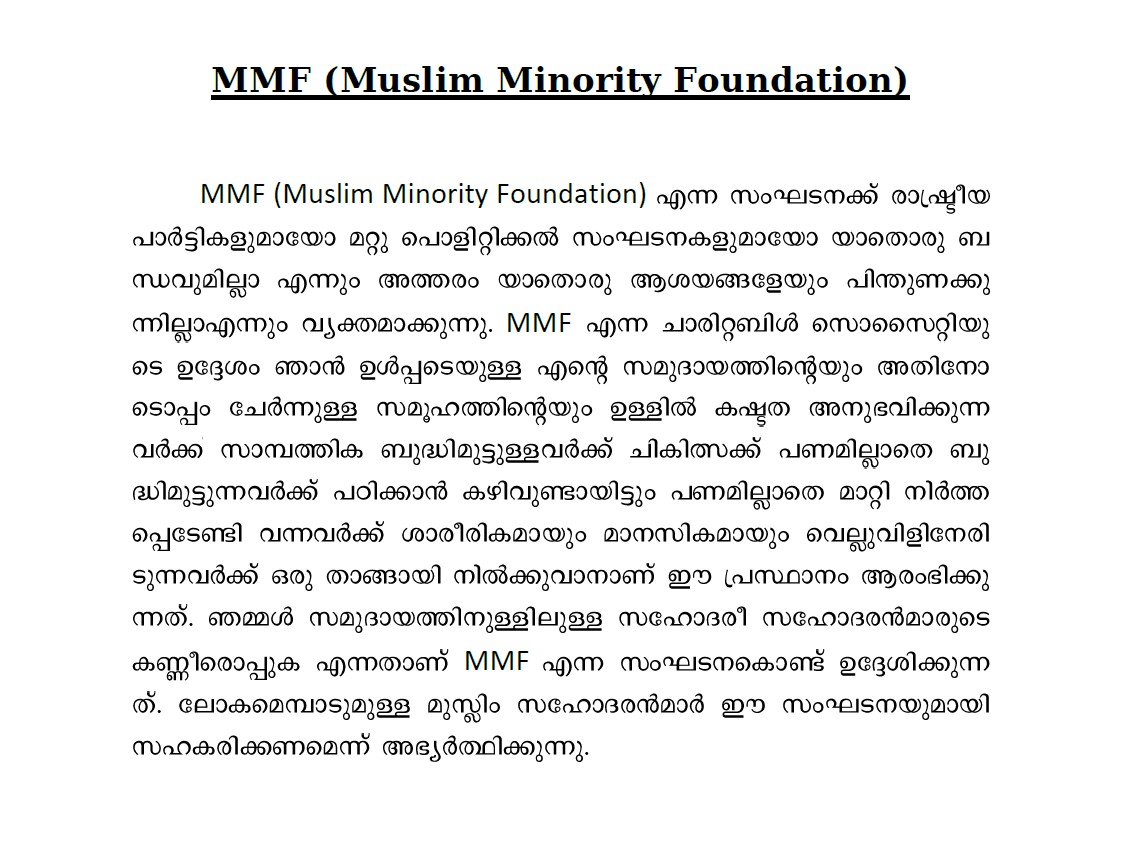 MMF (Muslim Minority Foundation)
MMF (Muslim Minority Foundation) എന്ന സംഘടനക്ക് രാഷ്ട്രീയ
പാർട്ടികളുമായോ മറ്റു പൊളിറ്റിക്കൽ സംഘടനകളുമായോ യാതൊരു ബ
ന്ധവുമില്ലാ എന്നും അത്തരം യാതൊരു ആശയങ്ങളേയും പിന്തുണക്കു
ന്നില്ലാഎന്നും വ്യക്തമാക്കുന്നു. MMF എന്ന ചാരിറ്റബിൾ സൊസൈറ്റിയു
ടെ ഉദ്ദേശം ഞാൻ ഉൾപ്പടെയുള്ള എന്റെ സമുദായത്തിന്റെയും അതിനോ
ടൊപ്പം ചേർന്നുള്ള സമൂഹത്തിന്റെയും ഉള്ളിൽ കഷ്ടത അനുഭവിക്കുന്ന
വർക്ക് സാമ്പത്തിക ബുദ്ധിമുട്ടുള്ളവർക്ക് ചികിത്സക്ക് പണമില്ലാതെ ബു
ദ്ധിമുട്ടുന്നവർക്ക് പഠിക്കാൻ കഴിവുണ്ടായിട്ടും പണമില്ലാതെ മാറ്റി നിർത്ത
പ്പെടേണ്ടി വന്നവർക്ക് ശാരീരികമായും മാനസികമായും വെല്ലുവിളിനേരി
ടുന്നവർക്ക് ഒരു താങ്ങായി നിൽക്കുവാനാണ് ഈ പ്രസ്ഥാനം ആരംഭിക്കു
ന്നത്. ഞമ്മൾ സമുദായത്തിനുള്ളിലുള്ള സഹോദരീ സഹോദരൻമാരുടെ
കണ്ണീരൊപ്പുക എന്നതാണ് MMF എന്ന സംഘടനകൊണ്ട് ഉദ്ദേശിക്കുന്ന
ത്. ലോകമെമ്പാടുമുള്ള മുസ്ലിം സഹോദരൻമാർ ഈ സംഘടനയുമായി
സഹകരിക്കണമെന്ന് അഭ്യർത്ഥിക്കുന്നു.